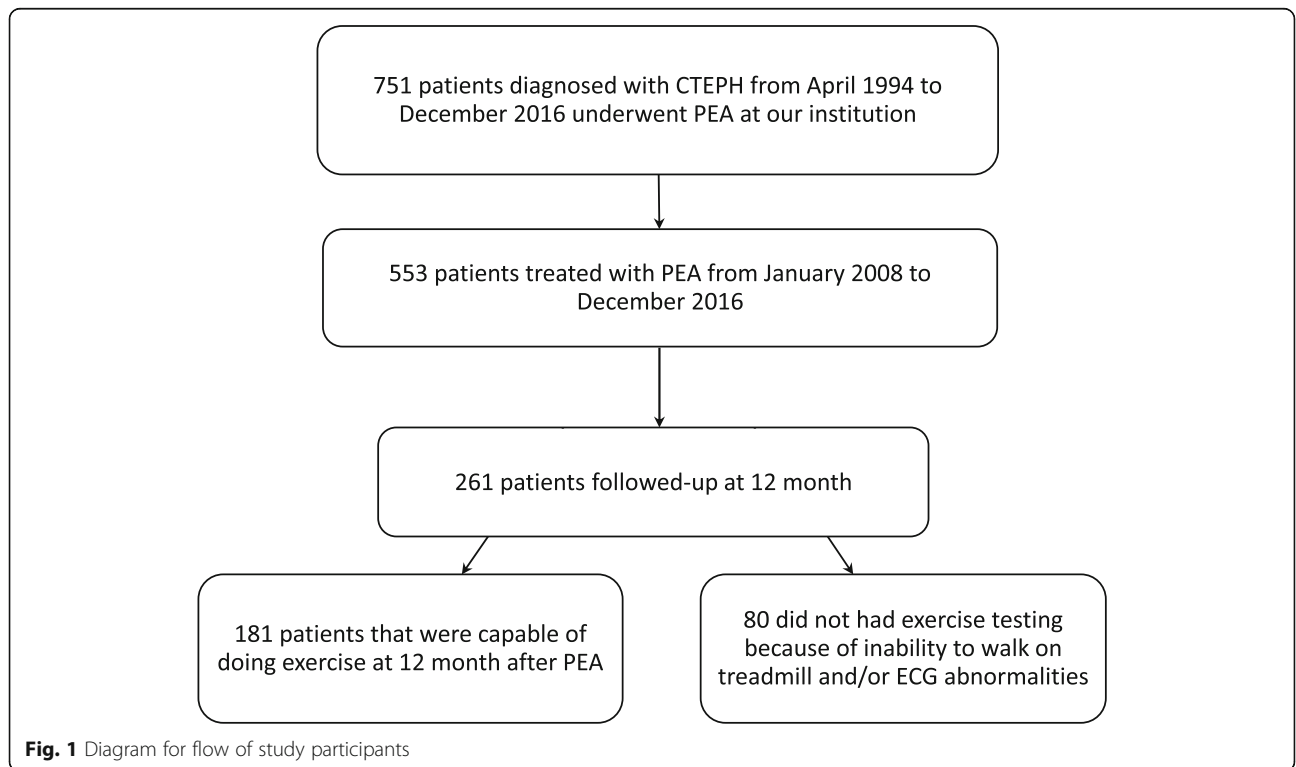 751 patients diagnosed with CTEPH from April 1994 to
December 2016 underwent PEA at our institution
553 patients treated with PEA from January 2008 to
December 2016
261 patients followed-up at 12 month
181 patients that were capable of
doing exercise at 12 month after PEA
80 did not had exercise testing
because of inability to walk on
treadmill and/or ECG abnormalities
Fig. 1 Diagram for flow of study participants